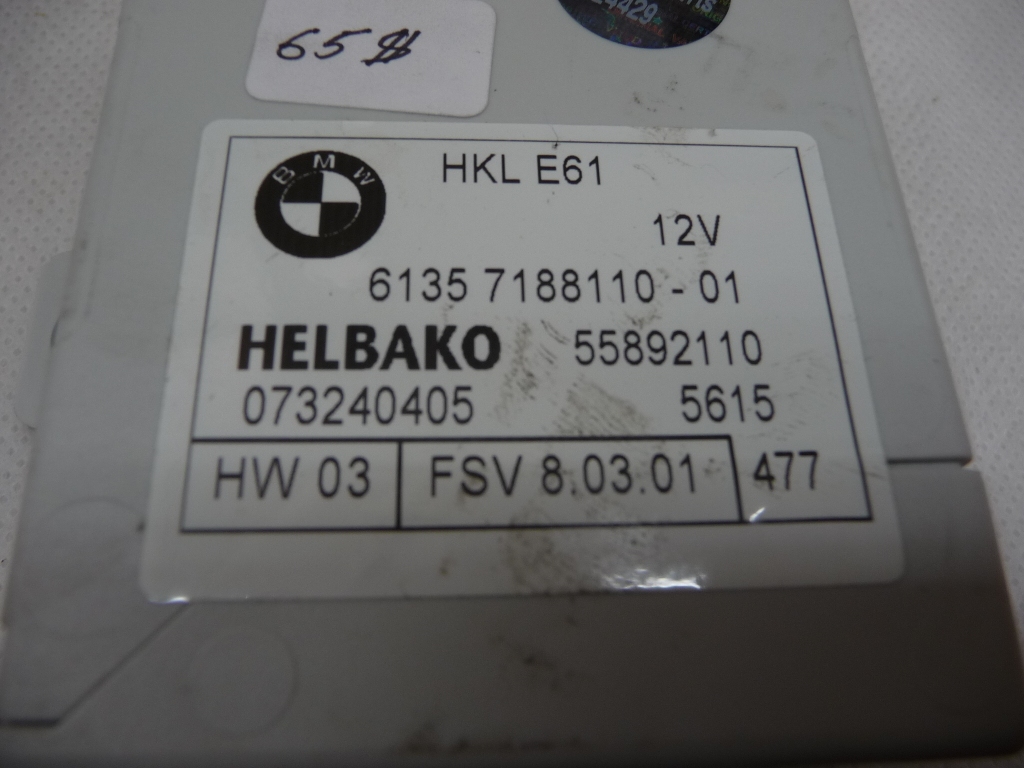 65$
24429
BMW
HKL E61
12V
6135 7188110 - 01
HELBAKO 55892110
073240405 5615
HW 03 FSV 8.03.01 477